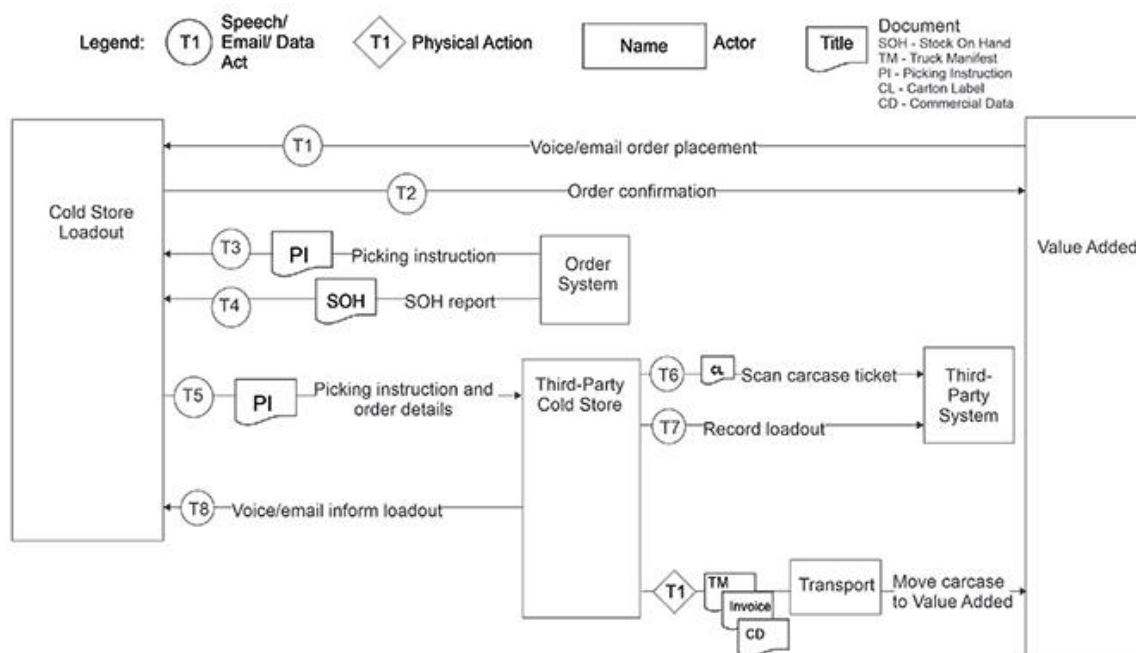 Legend:
T1
Speech/
Email/ Data
Act
T1
Physical Action
Name
Actor
Title
Document
SOH - Stock On Hand
TM - Truck Manifest
PI - Picking Instruction
CL - Carton Label
CD - Commercial Data
Cold Store
Loadout
T1
Voice/email order placement
T2
Order confirmation
Value Added
T3
PI
Picking instruction
Order
System
T4
SOH
SOH report
T5
PI
Picking instruction and
order details
Third-Party
Cold Store
T6
CL
Scan carcase ticket
Third-
Party
System
T7
Record loadout
T8
Voice/email inform loadout
T1
TM
Invoice
CD
Transport
Move carcase
to Value Added